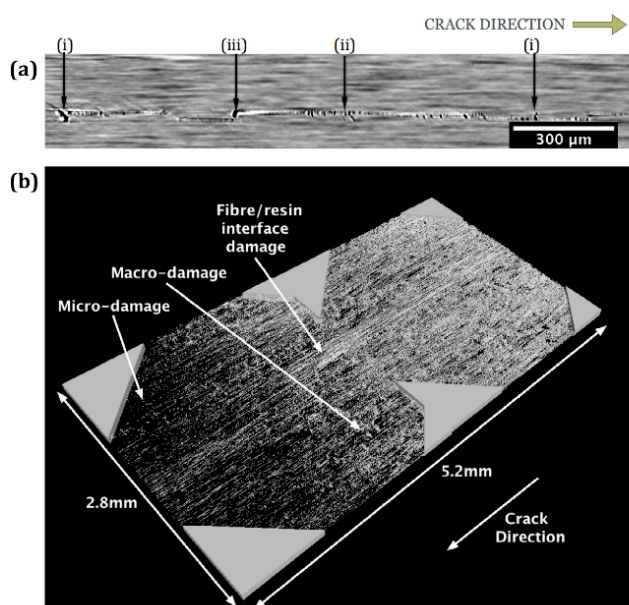 CRACK DIRECTION
(i)
(iii)
(ii)
(i)
(a)
300 μm
(b)
Fibre/resin
interface
damage
Macro-damage
Micro-damage
5.2mm
2.8mm
Crack
Direction